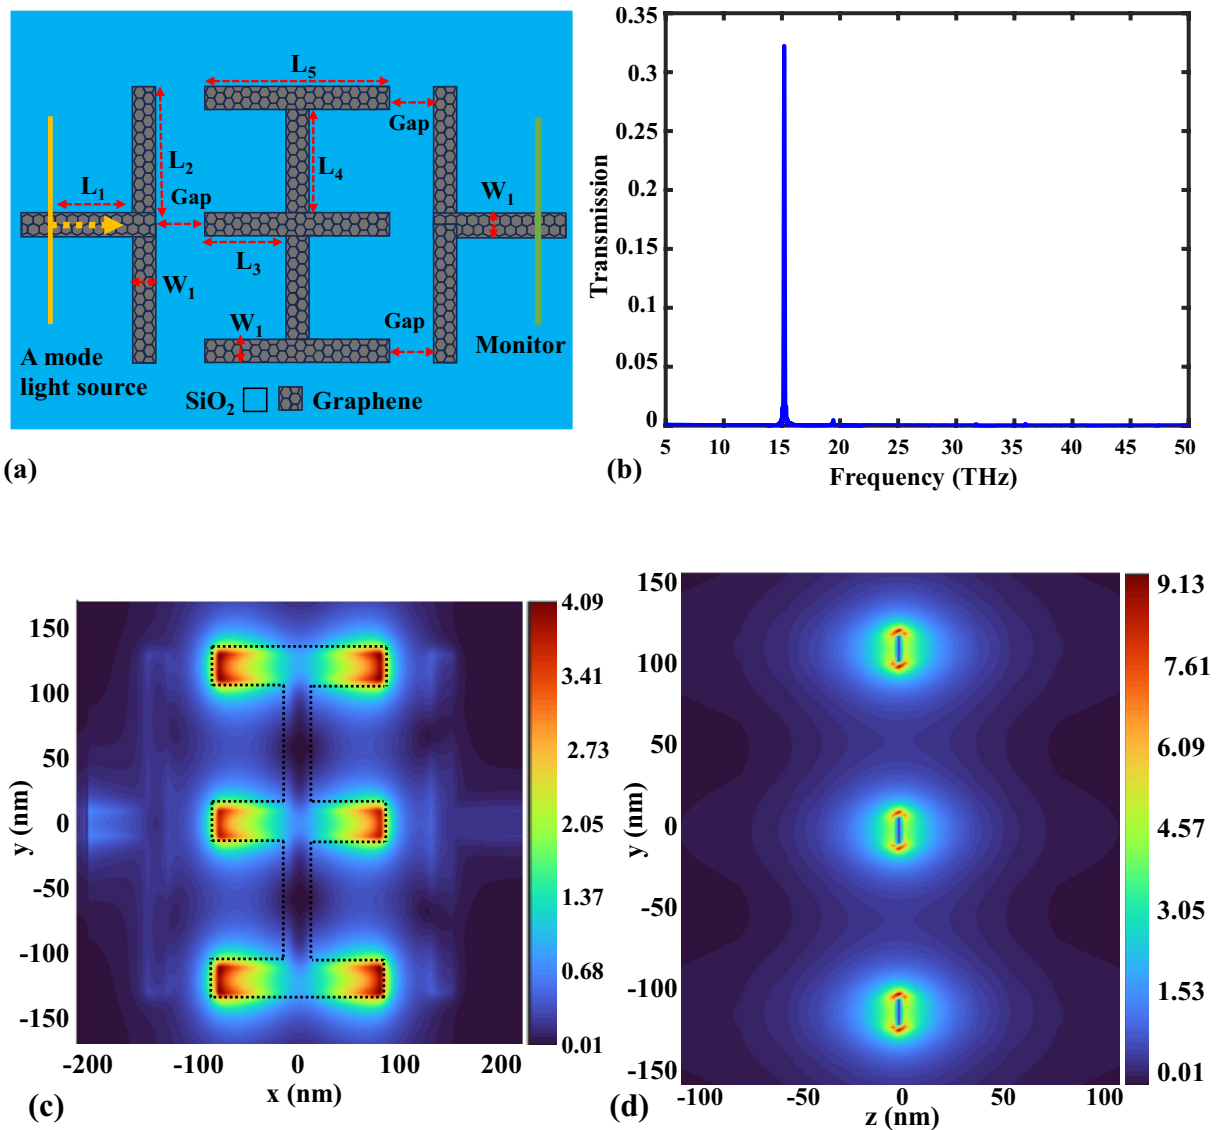 L5
Gap
L2
L4
L1
Gap
W1
L3
W1
W1
Gap
A mode
light source
Monitor
SiO2 Graphene
(a)
0.35
0.3
0.25
0.2
0.15
0.1
0.05
0
Transmission
5 10 15 20 25 30 35 40 45 50
Frequency (THz)
(b)
150
100
50
0
-50
-100
-150
y (nm)
-200 -100 0 100 200
x (nm)
4.09
3.41
2.73
2.05
1.37
0.68
0.01
(c)
150
100
50
0
-50
-100
-150
y (nm)
-100 -50 0 50 100
z (nm)
9.13
7.61
6.09
4.57
3.05
1.53
0.01
(d)